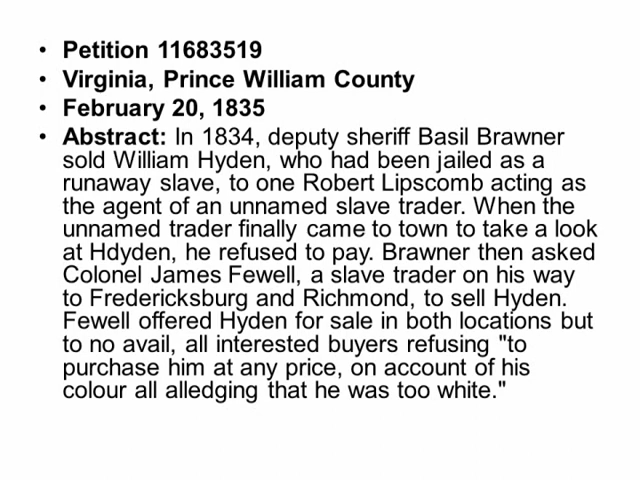 • Petition 11683519
• Virginia, Prince William County
• February 20, 1835
• Abstract: In 1834, deputy sheriff Basil Brawner
sold William Hyden, who had been jailed as a
runaway slave, to one Robert Lipscomb acting as
the agent of an unnamed slave trader. When the
unnamed trader finally came to town to take a look
at Hdyden, he refused to pay. Brawner then asked
Colonel James Fewell, a slave trader on his way
to Fredericksburg and Richmond, to sell Hyden.
Fewell offered Hyden for sale in both locations but
to no avail, all interested buyers refusing "to
purchase him at any price, on account of his
colour all alledging that he was too white."